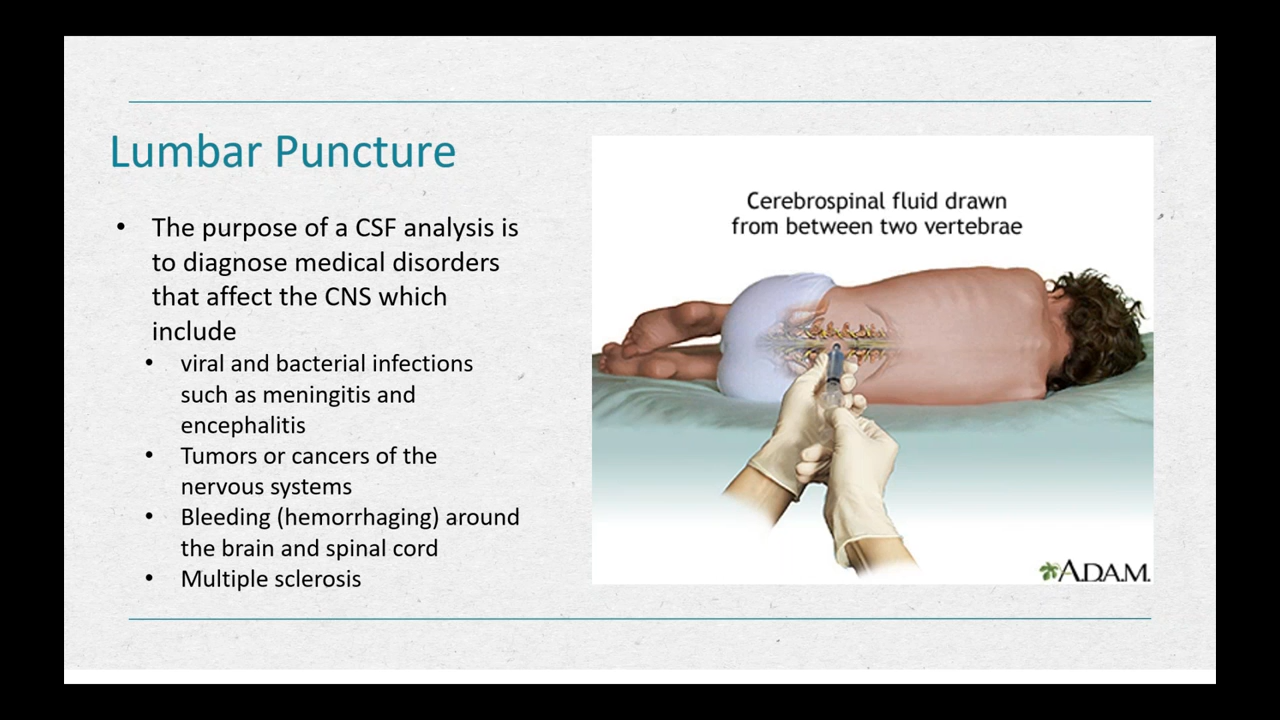 Lumbar Puncture
• The purpose of a CSF analysis is
to diagnose medical disorders
that affect the CNS which
include
• viral and bacterial infections
such as meningitis and
encephalitis
• Tumors or cancers of the
nervous systems
• Bleeding (hemorrhaging) around
the brain and spinal cord
• Multiple sclerosis
Cerebrospinal fluid drawn
from between two vertebrae
A.D.A.M.